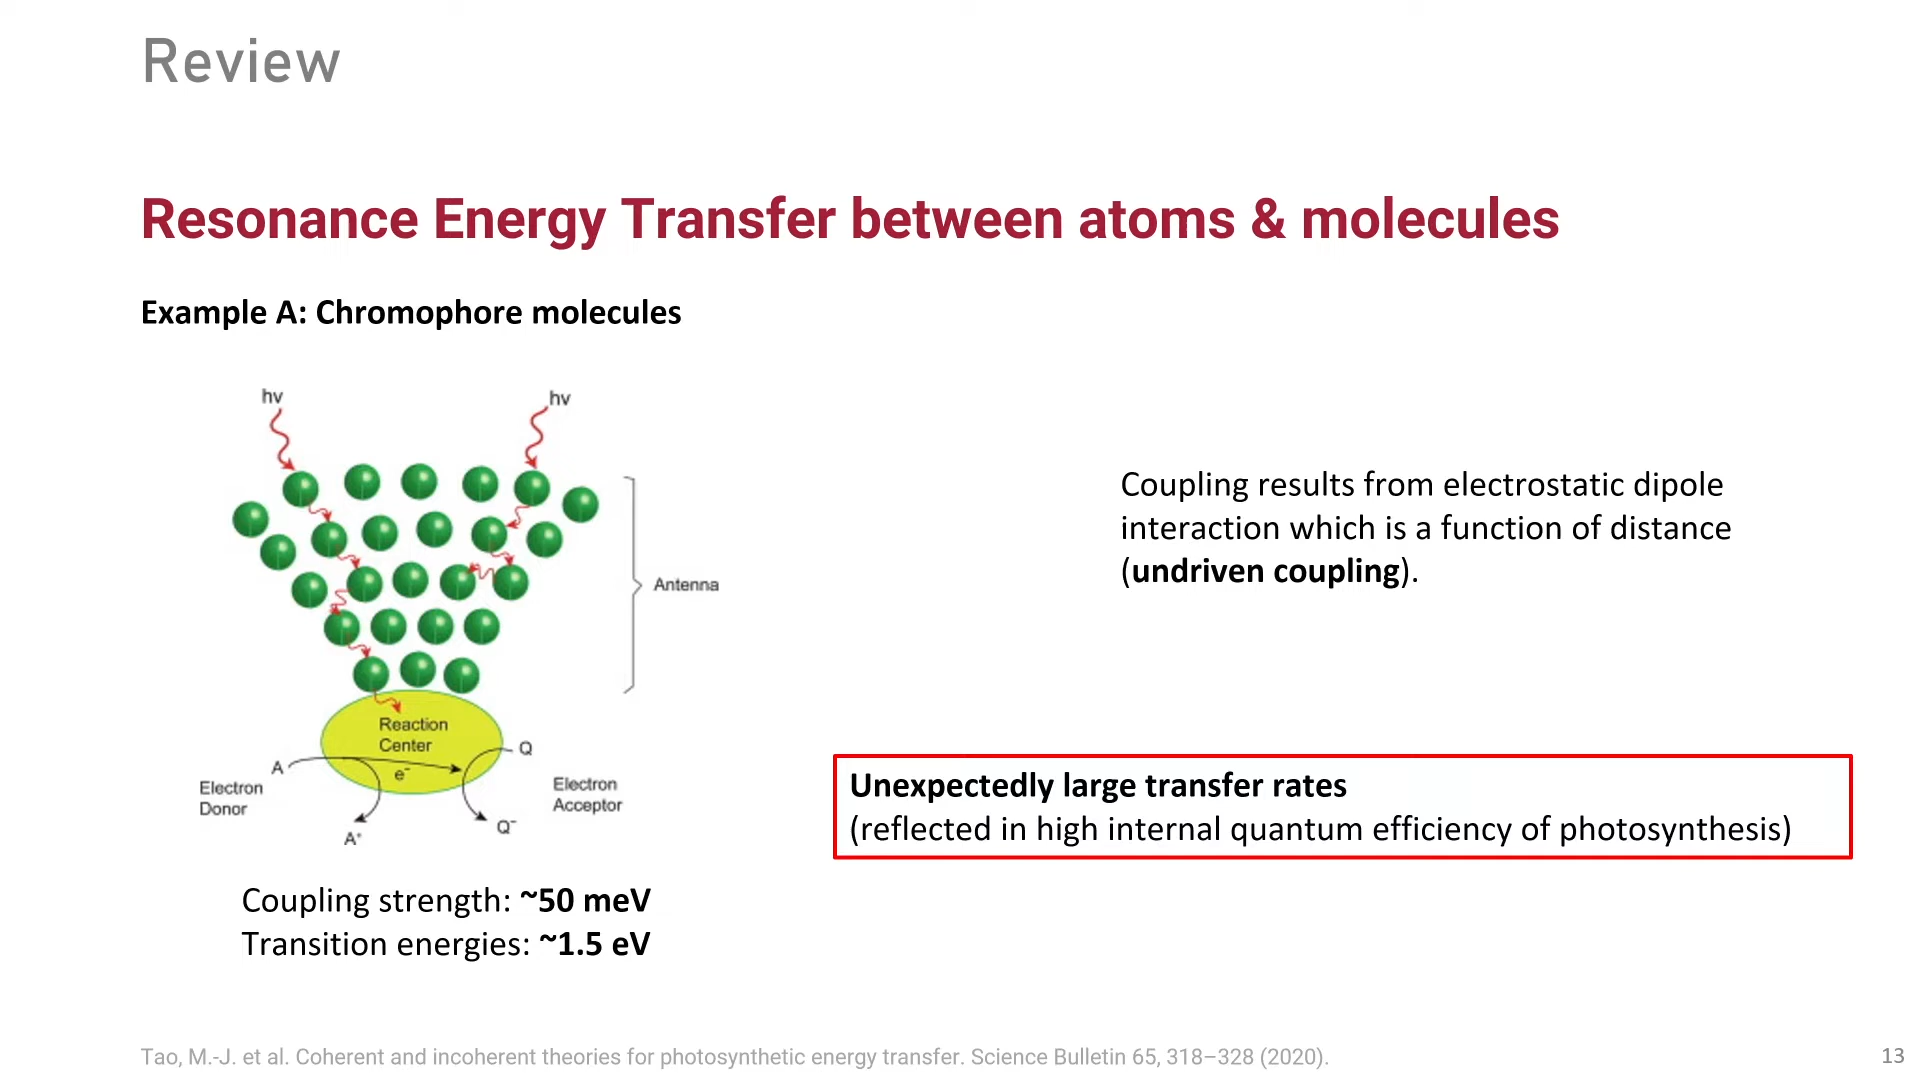 Review
Resonance Energy Transfer between atoms & molecules
Example A: Chromophore molecules
hv
hv
Antenna
Reaction
Center
A
e⁻
Q
Electron
Donor
Electron
Acceptor
A⁺
Q⁻
Coupling strength: ~50 meV
Transition energies: ~1.5 eV
Coupling results from electrostatic dipole
interaction which is a function of distance
(undriven coupling).
Unexpectedly large transfer rates
(reflected in high internal quantum efficiency of photosynthesis)
Tao, M.-J. et al. Coherent and incoherent theories for photosynthetic energy transfer. Science Bulletin 65, 318–328 (2020).
13